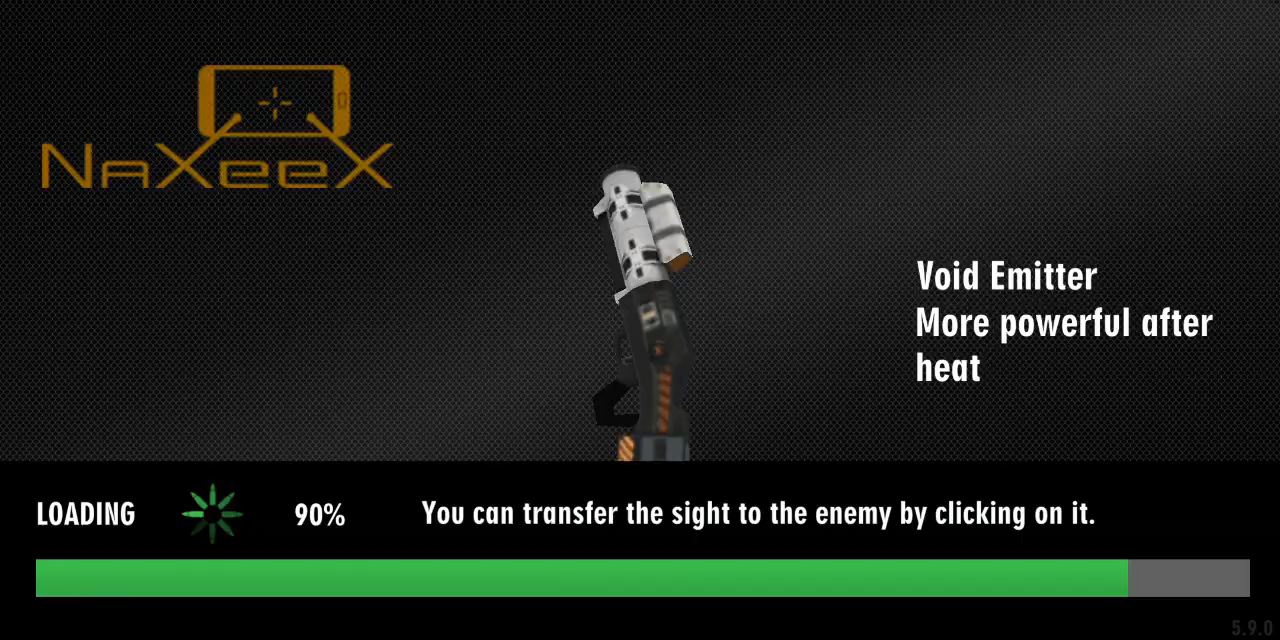 NaXeeX
Void Emitter
More powerful after
heat
LOADING
90%
You can transfer the sight to the enemy by clicking on it.
5.9.0